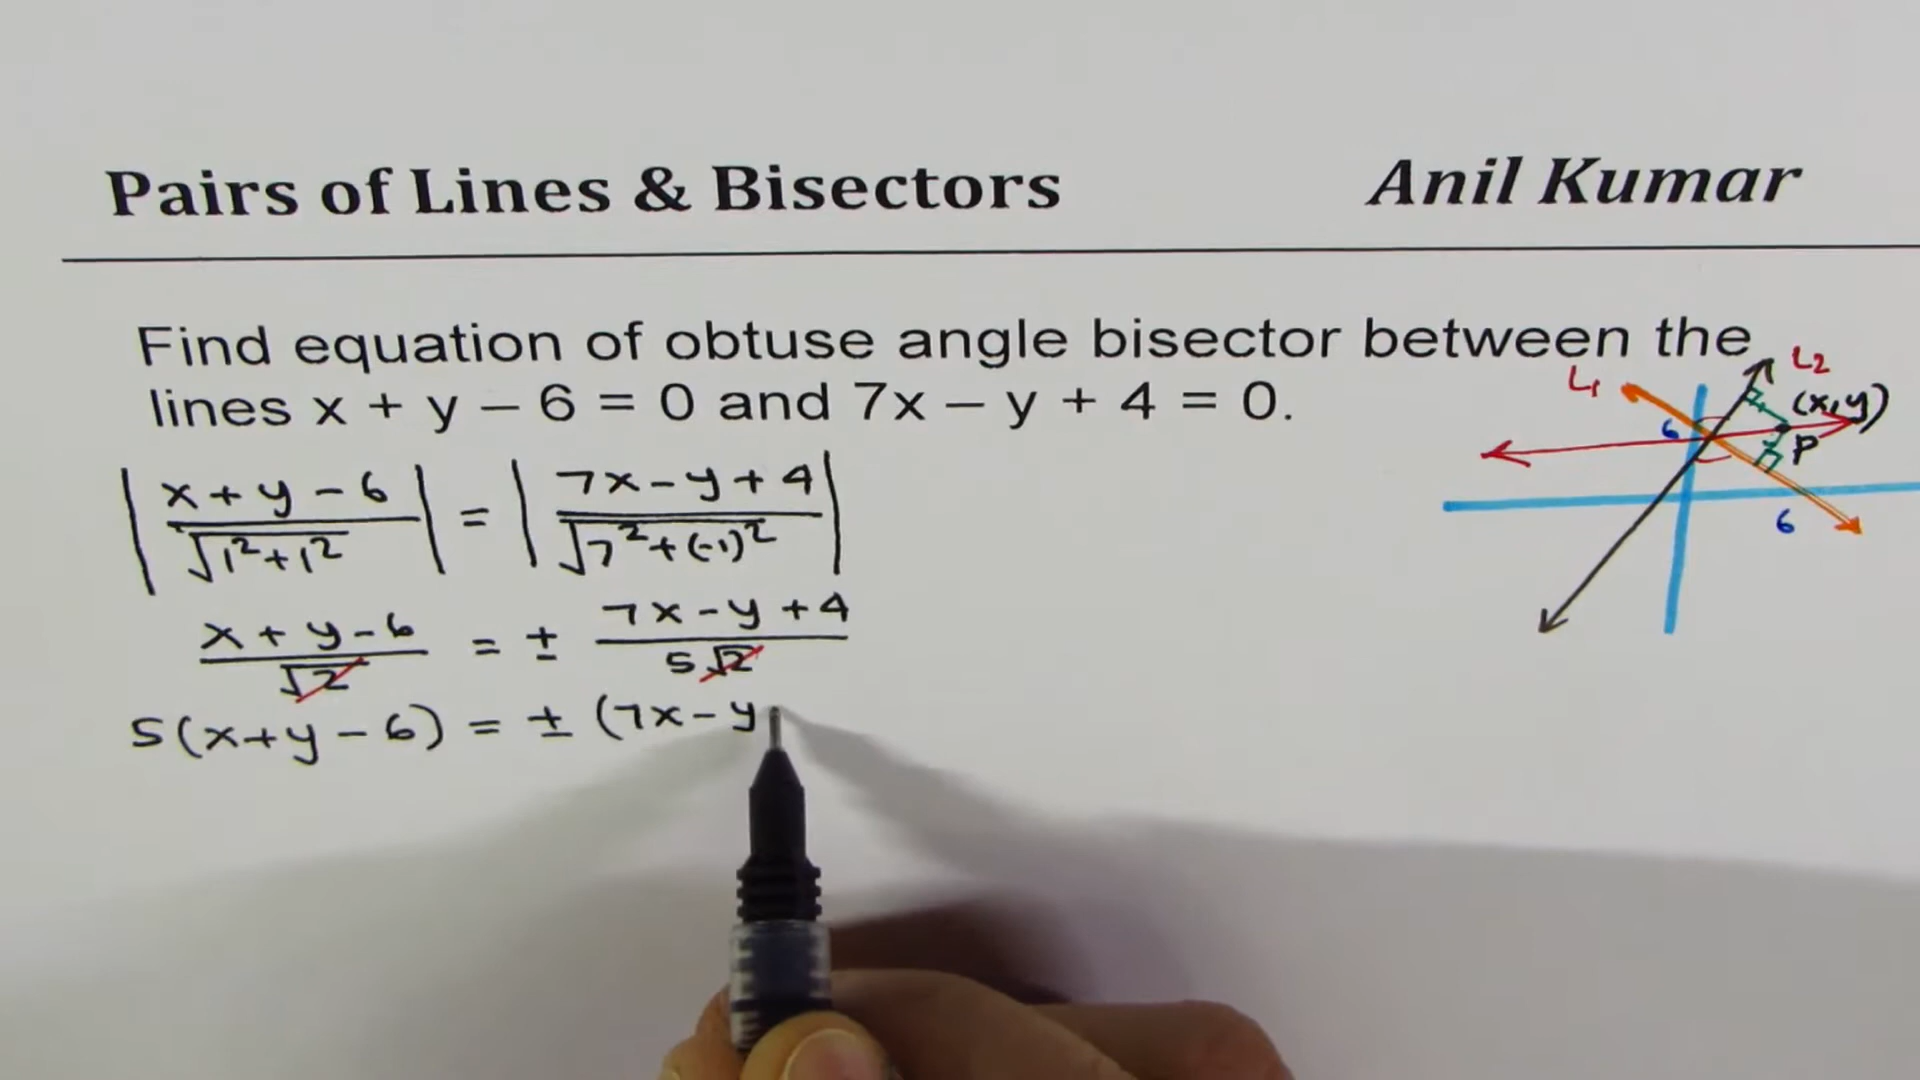 Pairs of Lines & Bisectors Anil Kumar
Find equation of obtuse angle bisector between the
lines x + y – 6 = 0 and 7x – y + 4 = 0.
L1 L2
(x,y)
6 P
6
|x + y - 6 / √1²+1²| = |7x - y + 4 / √7²+(-1)²|
x + y - 6 / √2 = ± 7x - y + 4 / 5√2
5(x+y - 6) = ± (7x - y